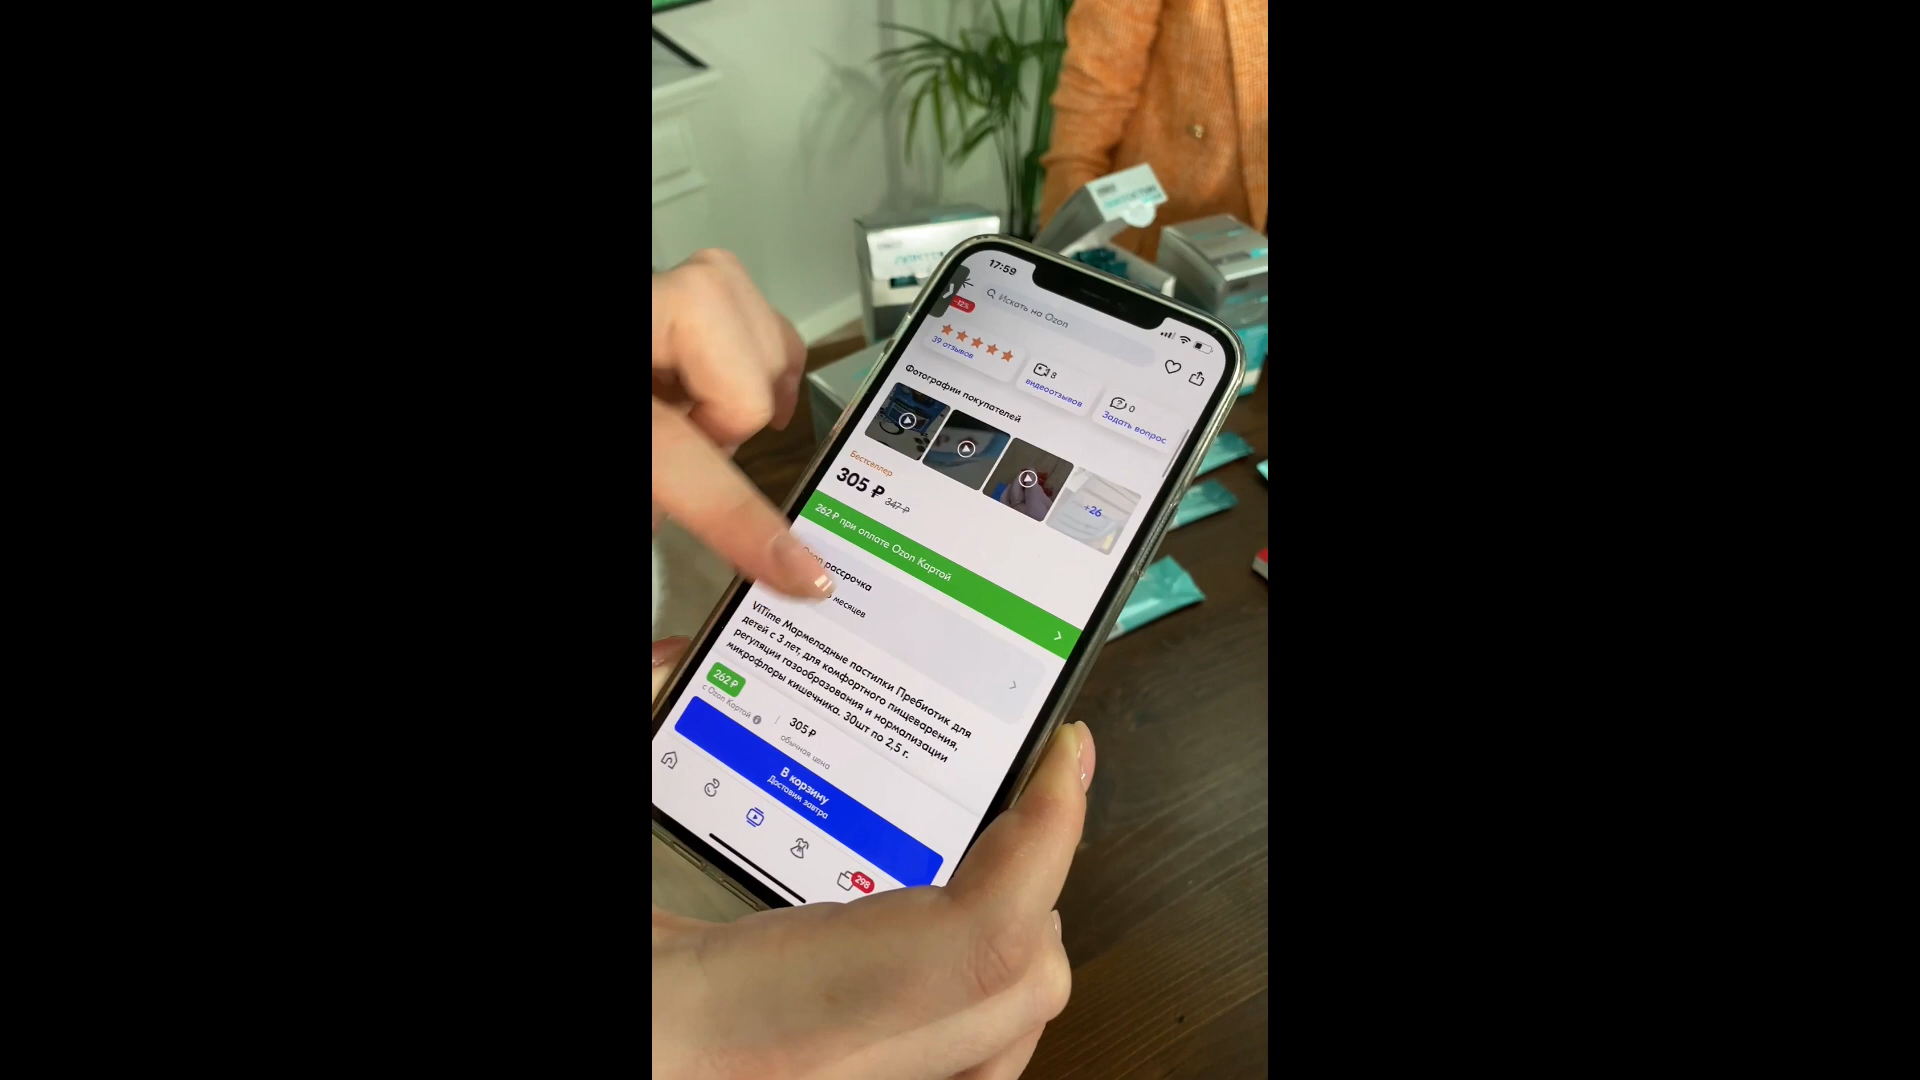 17:59
Искать на Ozon
-12%
39 отзывов
8
видеоотзывов
0
Задать вопрос
Фотографии покупателей
+26
Бестселлер
305 ₽ 347 ₽
262 ₽ при оплате Ozon Картой
рассрочка
месяцев
ViTime Мармеладные пастилки Пребиотик для
детей с 3 лет, для комфортного пищеварения,
регуляции газообразования и нормализации
микрофлоры кишечника. 30шт по 2,5 г.
262 ₽
с Ozon Картой
305 ₽
обычная цена
В корзину
Доставим завтра
298